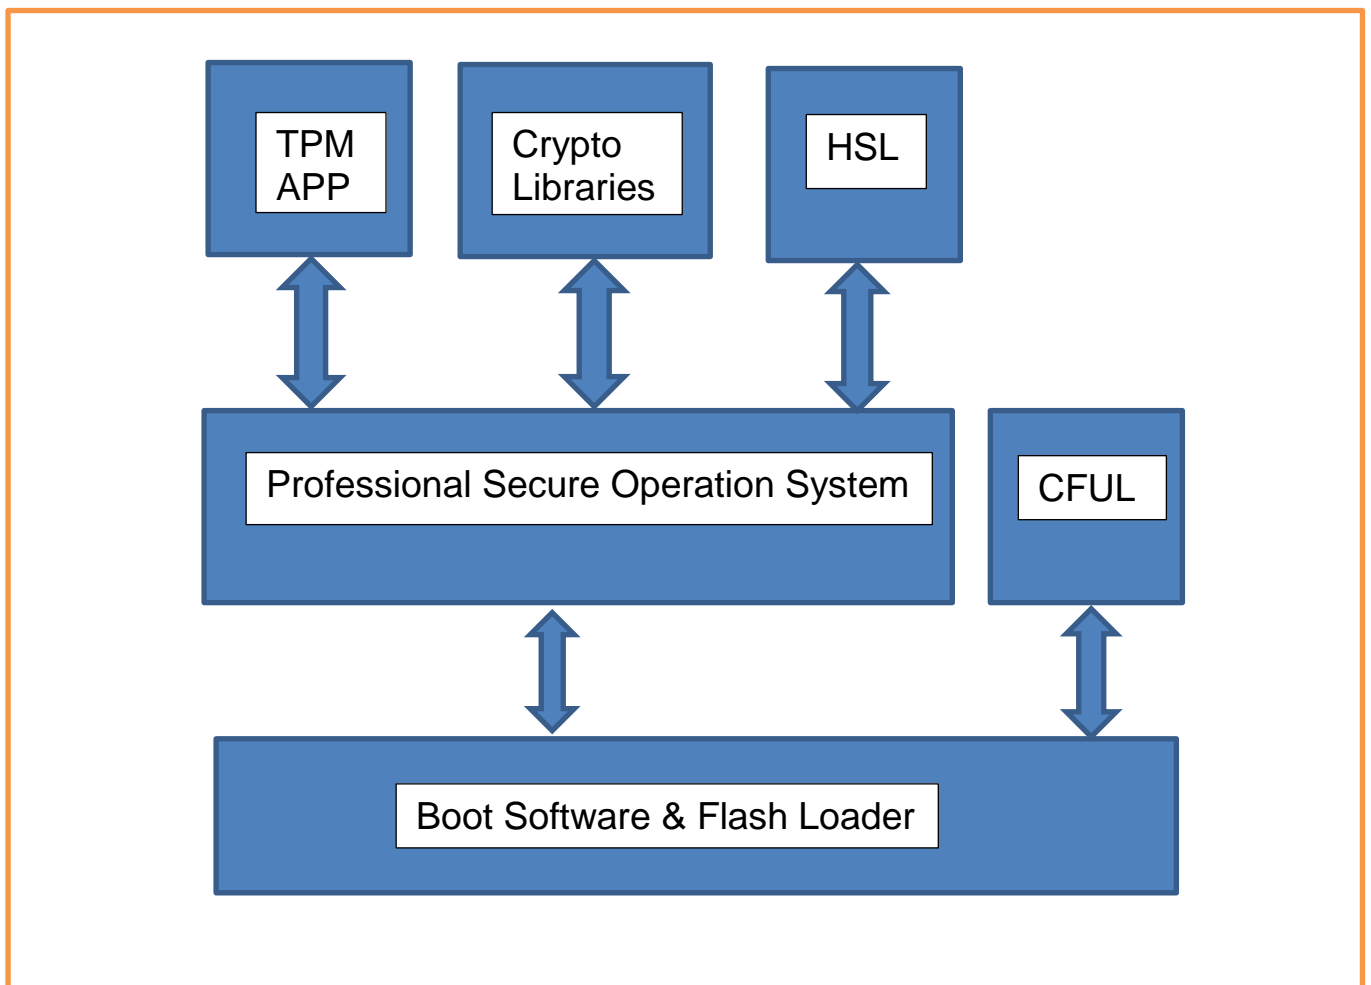 TPM
APP
Crypto
Libraries
HSL
Professional Secure Operation System
CFUL
Boot Software & Flash Loader